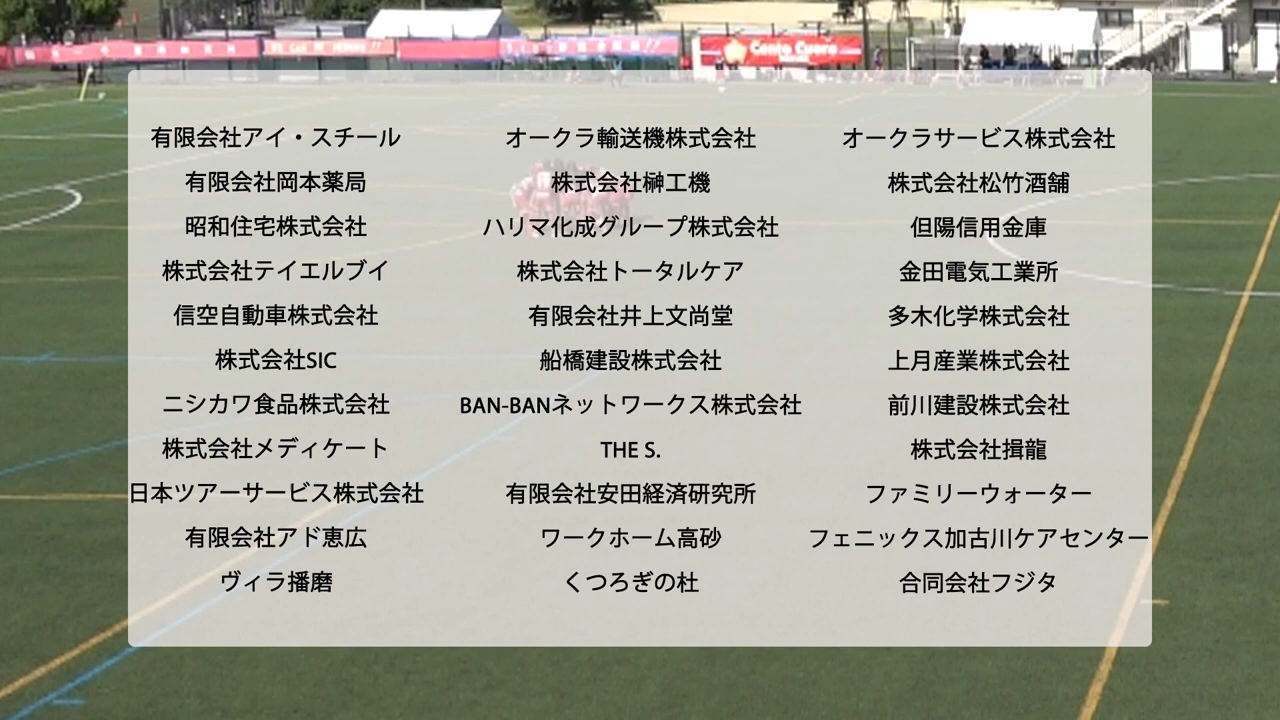 WE CAN BE HEROES!!
Cento Cuore
有限会社アイ・スチール
オークラ輸送機株式会社
オークラサービス株式会社
有限会社岡本薬局
株式会社榊工機
株式会社松竹酒舗
昭和住宅株式会社
ハリマ化成グループ株式会社
但陽信用金庫
株式会社テイエルブイ
株式会社トータルケア
金田電気工業所
信空自動車株式会社
有限会社井上文尚堂
多木化学株式会社
株式会社SIC
船橋建設株式会社
上月産業株式会社
ニシカワ食品株式会社
BAN-BANネットワークス株式会社
前川建設株式会社
株式会社メディケート
THE S.
株式会社揖龍
日本ツアーサービス株式会社
有限会社安田経済研究所
ファミリーウォーター
有限会社アド恵広
ワークホーム高砂
フェニックス加古川ケアセンター
ヴィラ播磨
くつろぎの杜
合同会社フジタ